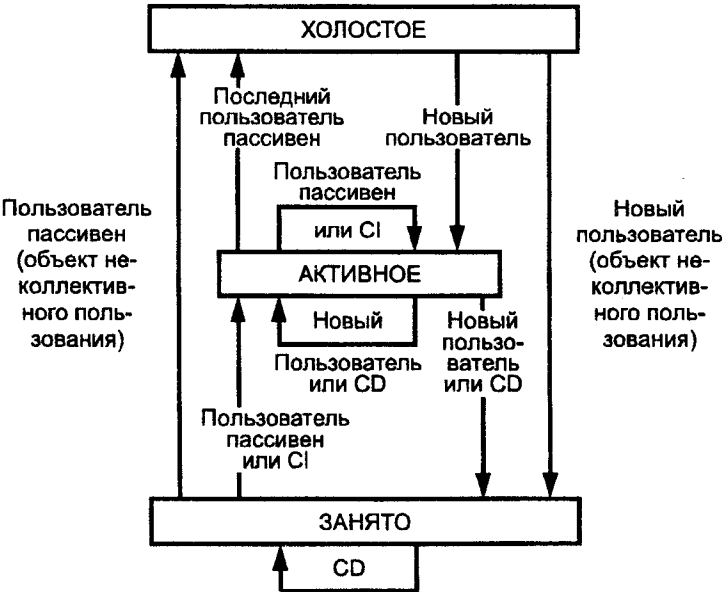 ХОЛОСТОЕ
Последний
пользователь
пассивен
Новый
пользователь
Пользователь
пассивен
или CI
Пользователь
пассивен
(объект не-
коллектив-
ного поль-
зования)
Новый
пользователь
(объект не-
коллектив-
ного поль-
зования)
АКТИВНОЕ
Новый
Пользователь
или CD
Новый
пользо-
ватель
или CD
Пользователь
пассивен
или CI
ЗАНЯТО
CD